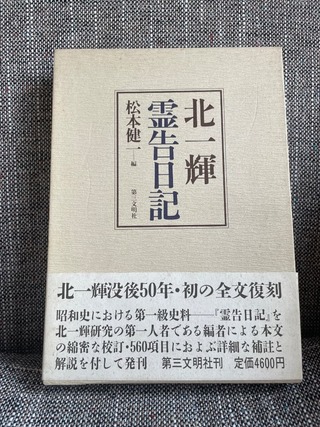 北一輝
霊告日記
松本健一 編
第三文明社
北一輝没後50年・初の全文復刻
昭和史における第一級史料――『霊告日記』を
北一輝研究の第一人者である編者による本文
の綿密な校訂・560項目におよぶ詳細な補註と
解説を付して発刊 第三文明社刊 定価4600円